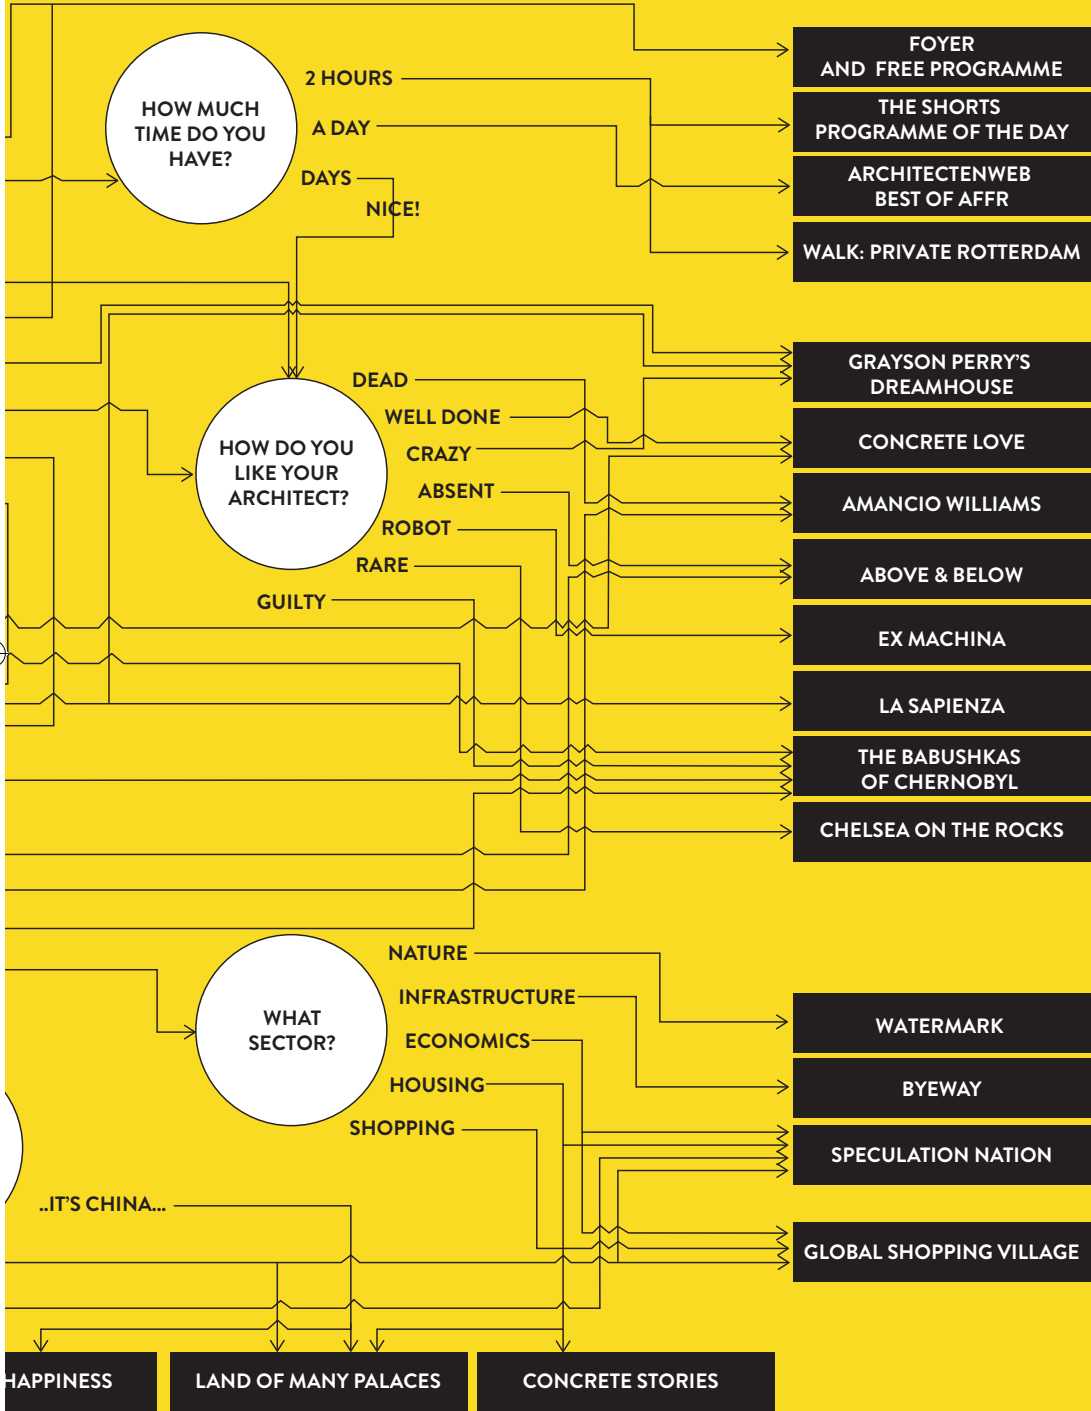 FOYER
AND FREE PROGRAMME
HOW MUCH
TIME DO YOU
HAVE?
2 HOURS
A DAY
DAYS
NICE!
THE SHORTS
PROGRAMME OF THE DAY
ARCHITECTENWEB
BEST OF AFFR
WALK: PRIVATE ROTTERDAM
HOW DO YOU
LIKE YOUR
ARCHITECT?
DEAD
WELL DONE
CRAZY
ABSENT
ROBOT
RARE
GUILTY
GRAYSON PERRY'S
DREAMHOUSE
CONCRETE LOVE
AMANCIO WILLIAMS
ABOVE & BELOW
EX MACHINA
LA SAPIENZA
THE BABUSHKAS
OF CHERNOBYL
CHELSEA ON THE ROCKS
WHAT
SECTOR?
NATURE
INFRASTRUCTURE
ECONOMICS
HOUSING
SHOPPING
WATERMARK
BYEWAY
SPECULATION NATION
GLOBAL SHOPPING VILLAGE
..IT'S CHINA...
HAPPINESS
LAND OF MANY PALACES
CONCRETE STORIES